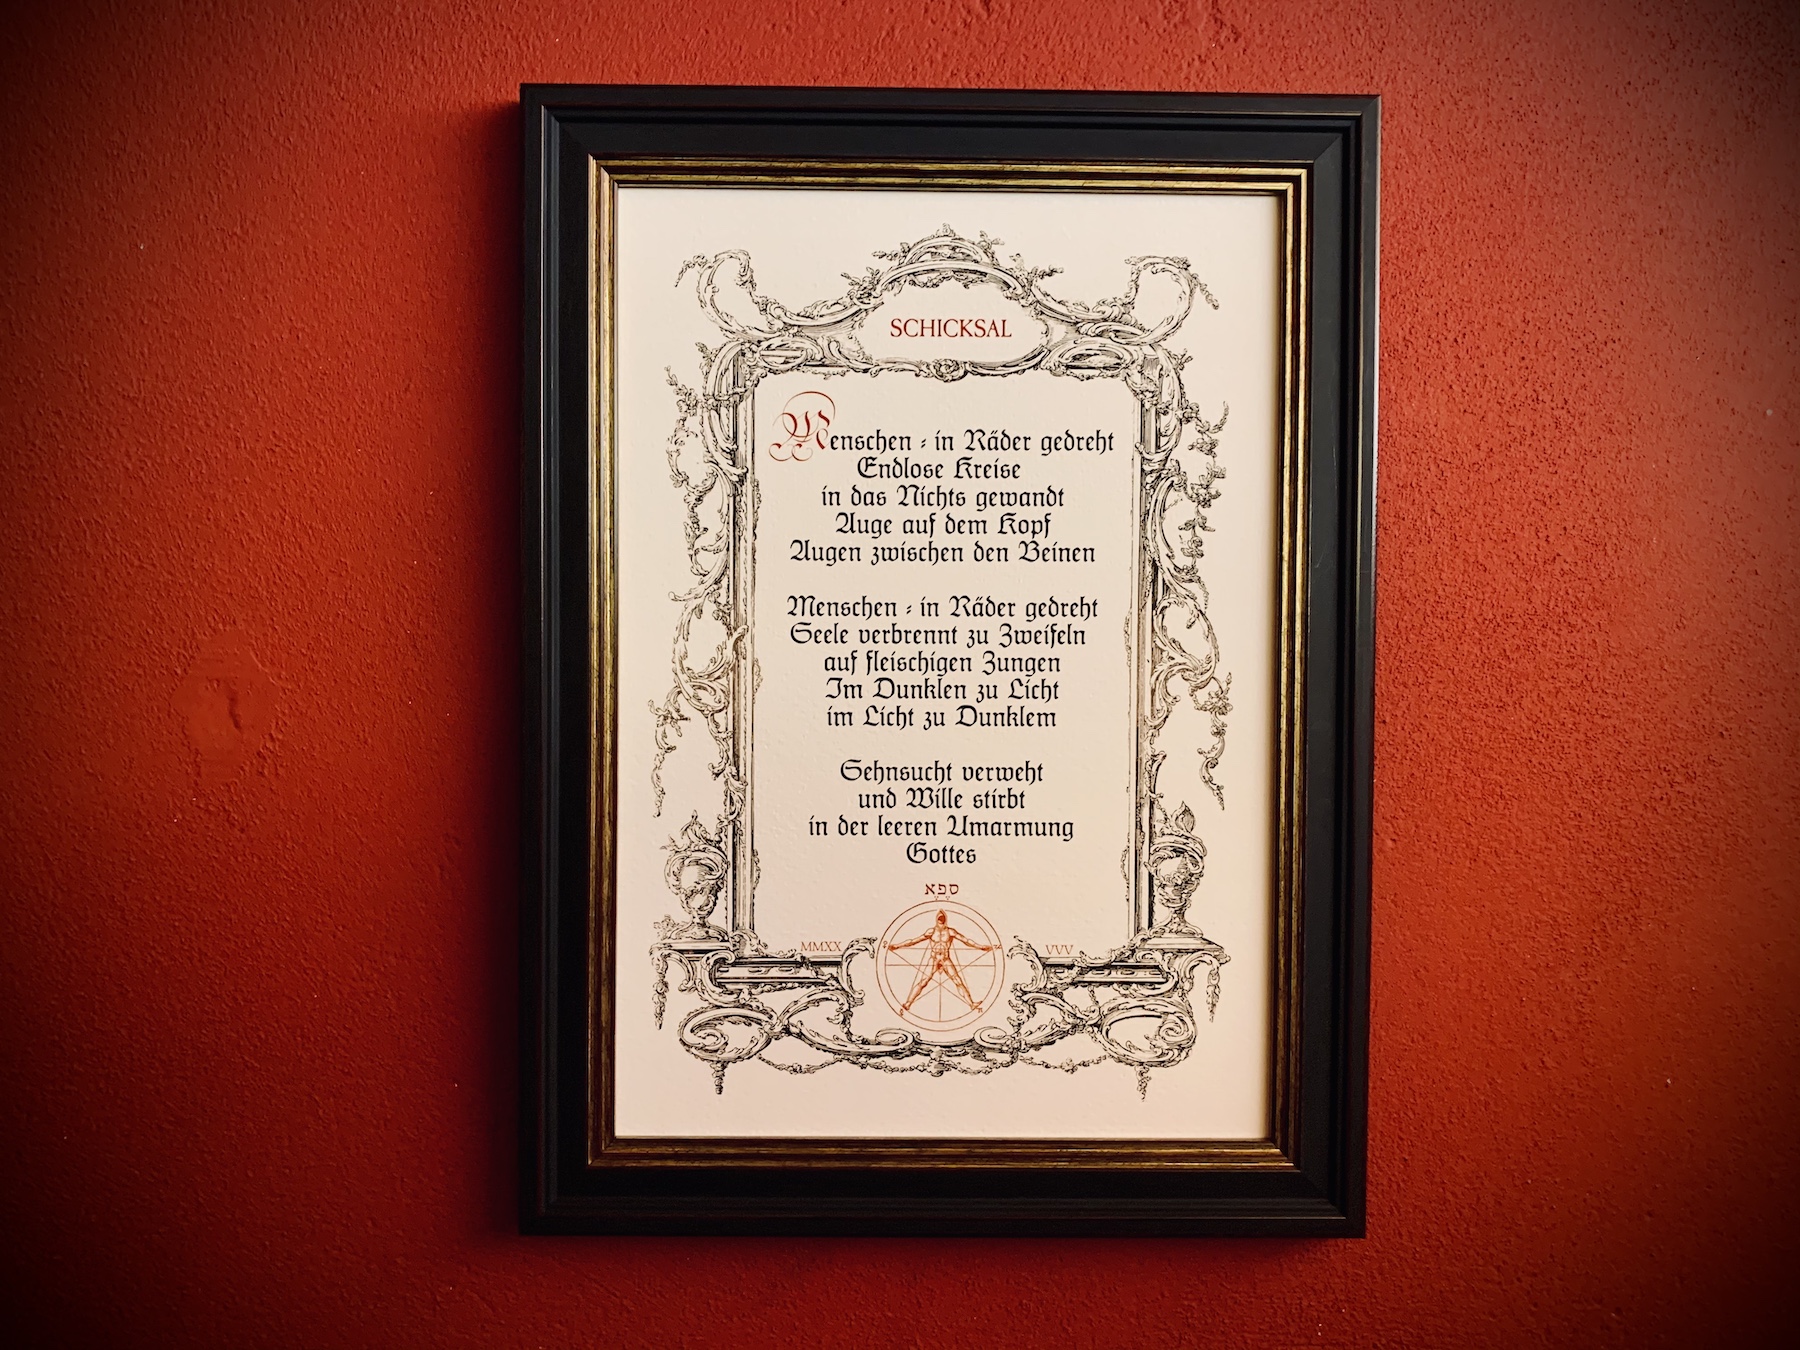 SCHICKSAL
Menschen - in Räder gedreht
Endlose Kreise
in das Nichts gewandt
Auge auf dem Kopf
Augen zwischen den Beinen
Menschen - in Räder gedreht
Seele verbrennt zu Zweifeln
auf fleischigen Zungen
Im Dunklen zu Licht
im Licht zu Dunklem
Sehnsucht verweht
und Wille stirbt
in der leeren Umarmung
Gottes
ספא
MMXX VVV